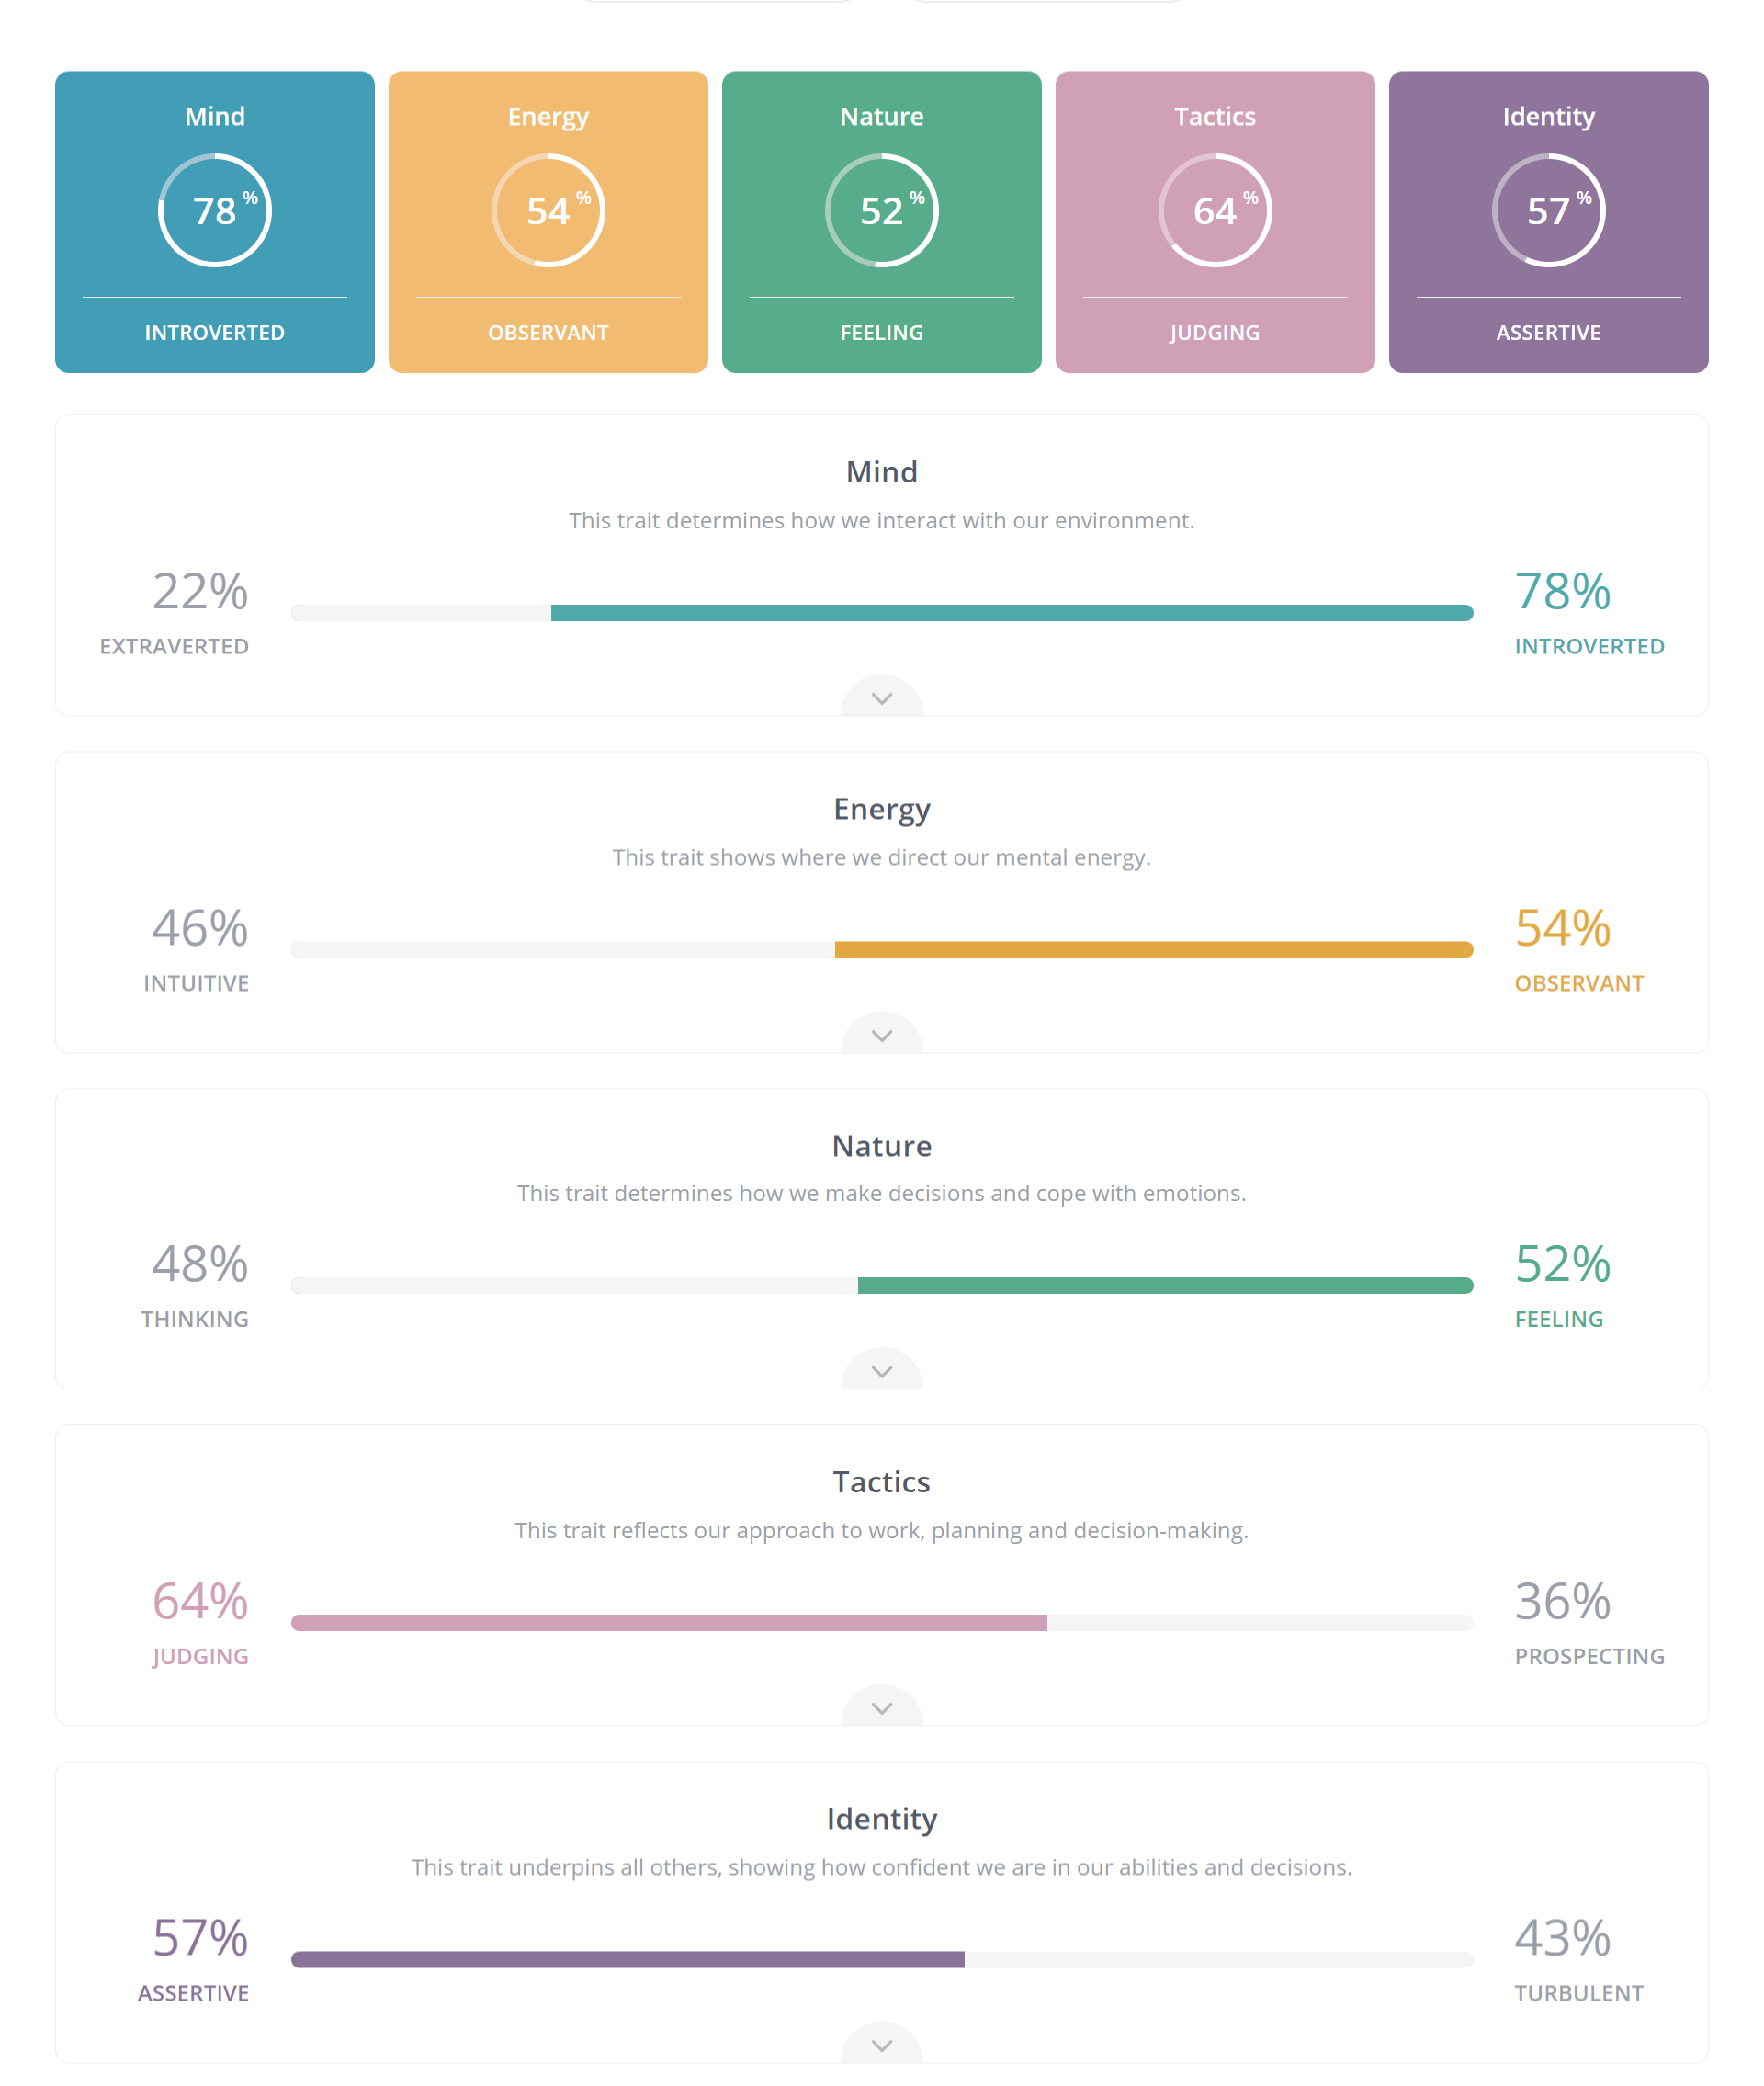 Mind
Energy
Nature
Tactics
Identity
78%
54%
52%
64%
57%
INTROVERTED
OBSERVANT
FEELING
JUDGING
ASSERTIVE
Mind
This trait determines how we interact with our environment.
22%
78%
EXTRAVERTED
INTROVERTED
Energy
This trait shows where we direct our mental energy.
46%
54%
INTUITIVE
OBSERVANT
Nature
This trait determines how we make decisions and cope with emotions.
48%
52%
THINKING
FEELING
Tactics
This trait reflects our approach to work, planning and decision-making.
64%
36%
JUDGING
PROSPECTING
Identity
This trait underpins all others, showing how confident we are in our abilities and decisions.
57%
43%
ASSERTIVE
TURBULENT